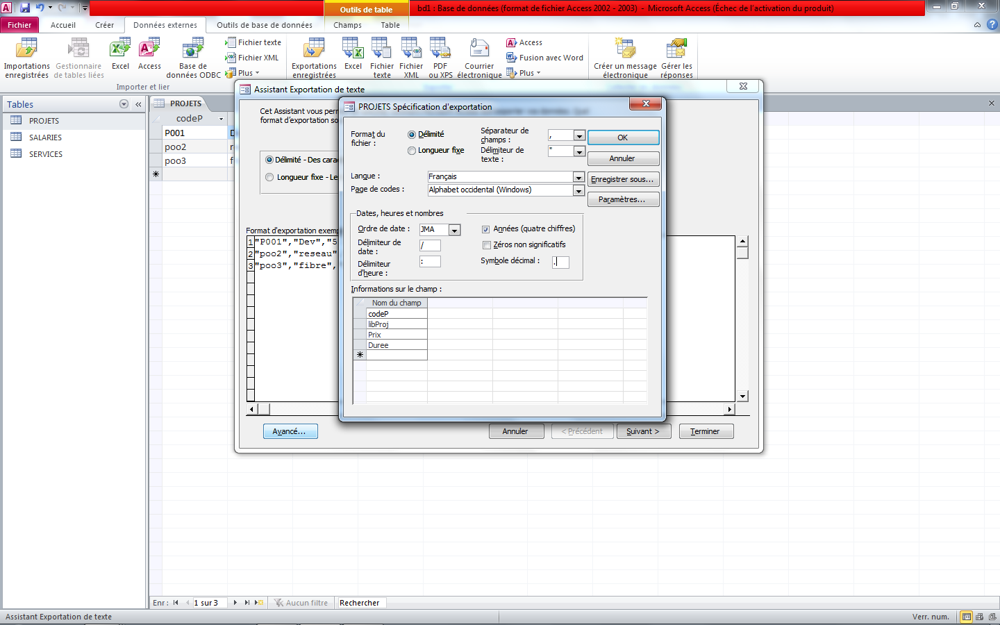 Outils de table
bd1 : Base de données (format de fichier Access 2002 - 2003) - Microsoft Access (Échec de l'activation du produit)
Fichier Accueil Créer Données externes Outils de base de données Champs Table
Importations enregistrées
Gestionnaire de tables liées
Excel
Access
Base de données ODBC
Fichier texte
Fichier XML
Plus
Importer et lier
Exportations enregistrées
Excel
Fichier texte
Fichier XML
PDF ou XPS
Courrier électronique
Access
Fusion avec Word
Plus
Créer un message électronique
Gérer les réponses
Tables
PROJETS
SALARIES
SERVICES
PROJETS
codeP
P001 D
poo2 r
poo3 f
Assistant Exportation de texte
Cet Assistant vous perm
format d'exportation so
Délimité - Des cara
Longueur fixe - Le
Format d'exportation exemp
1 "P001","Dev","5
2 "poo2","reseau"
3 "poo3","fibre",
Avancé... Annuler < Précédent Suivant > Terminer
PROJETS Spécification d'exportation
Format du fichier :
Délimité
Longueur fixe
Séparateur de champs : ,
Délimiteur de texte : "
OK
Annuler
Enregistrer sous...
Paramètres...
Langue : Français
Page de codes : Alphabet occidental (Windows)
Dates, heures et nombres
Ordre de date : JMA
Années (quatre chiffres)
Délimiteur de date : /
Zéros non significatifs
Délimiteur d'heure : :
Symbole décimal : .
Informations sur le champ :
Nom du champ
codeP
libProj
Prix
Duree
Enr : 1 sur 3 Aucun filtre Rechercher
Assistant Exportation de texte
Verr. num.